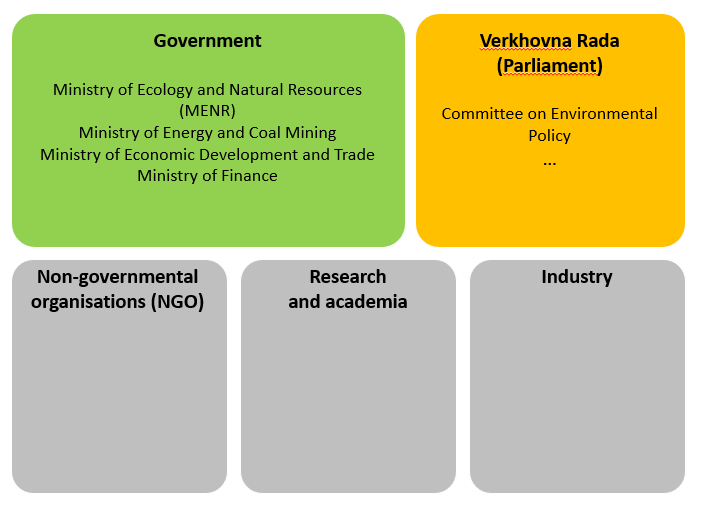 Government
Ministry of Ecology and Natural Resources
(MENR)
Ministry of Energy and Coal Mining
Ministry of Economic Development and Trade
Ministry of Finance
Verkhovna Rada
(Parliament)
Committee on Environmental
Policy
...
Non-governmental
organisations (NGO)
Research
and academia
Industry